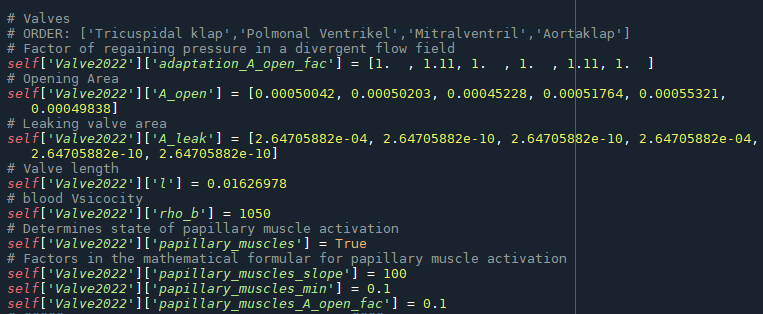 # Valves
# ORDER: ['Tricuspidal klap','Polmonal Ventrikel','Mitralventril','Aortaklap']
# Factor of regaining pressure in a divergent flow field
self['Valve2022']['adaptation_A_open_fac'] = [1.  , 1.11, 1.  , 1.  , 1.11, 1.  ]
# Opening Area
self['Valve2022']['A_open'] = [0.00050042, 0.00050203, 0.00045228, 0.00051764, 0.00055321,
0.00049838]
# Leaking valve area
self['Valve2022']['A_leak'] = [2.64705882e-04, 2.64705882e-10, 2.64705882e-10, 2.64705882e-04,
2.64705882e-10, 2.64705882e-10]
# Valve length
self['Valve2022']['l'] = 0.01626978
# blood Vsicocity
self['Valve2022']['rho_b'] = 1050
# Determines state of papillary muscle activation
self['Valve2022']['papillary_muscles'] = True
# Factors in the mathematical formular for papillary muscle activation
self['Valve2022']['papillary_muscles_slope'] = 100
self['Valve2022']['papillary_muscles_min'] = 0.1
self['Valve2022']['papillary_muscles_A_open_fac'] = 0.1